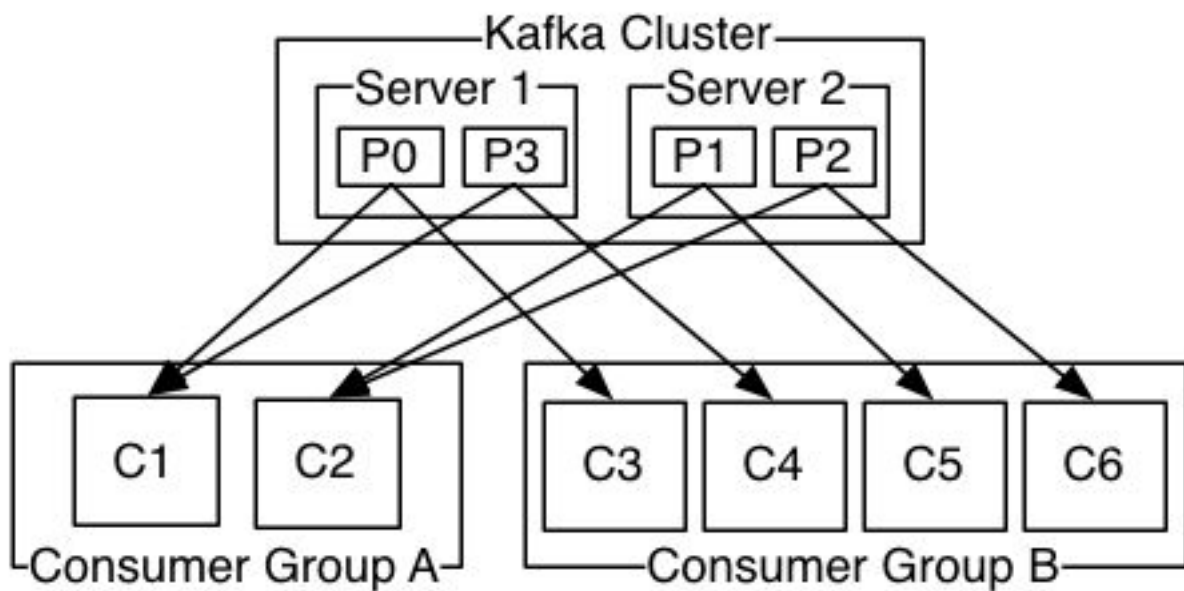 Kafka Cluster
Server 1 Server 2
P0 P3 P1 P2
C1 C2 C3 C4 C5 C6
Consumer Group A Consumer Group B